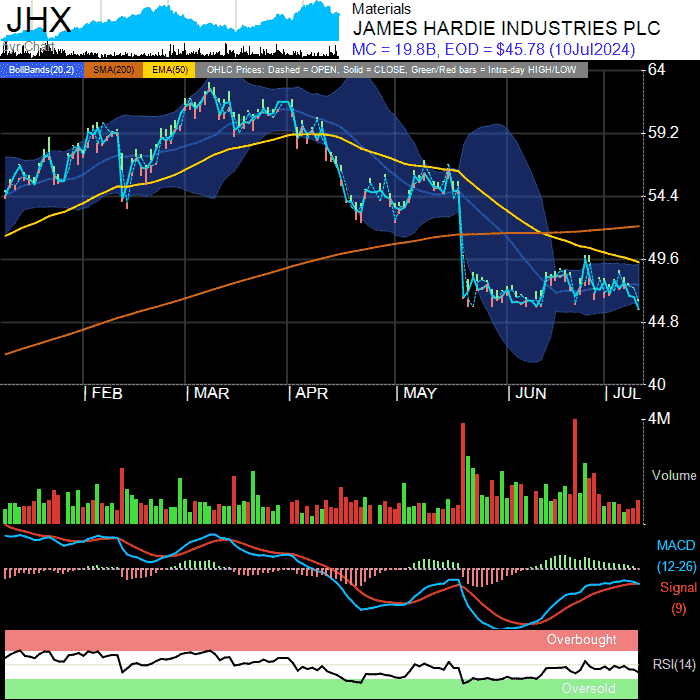 JHX
1yr Chart
Materials
JAMES HARDIE INDUSTRIES PLC
MC = 19.8B, EOD = $45.78 (10Jul2024)
BollBands(20,2) SMA(200) EMA(50) OHLC Prices: Dashed = OPEN, Solid = CLOSE, Green/Red bars = Intra-day HIGH/LOW
64
59.2
54.4
49.6
44.8
40
| FEB | MAR | APR | MAY | JUN | JUL
4M
Volume
MACD
(12-26)
Signal
(9)
Overbought
RSI(14)
Oversold